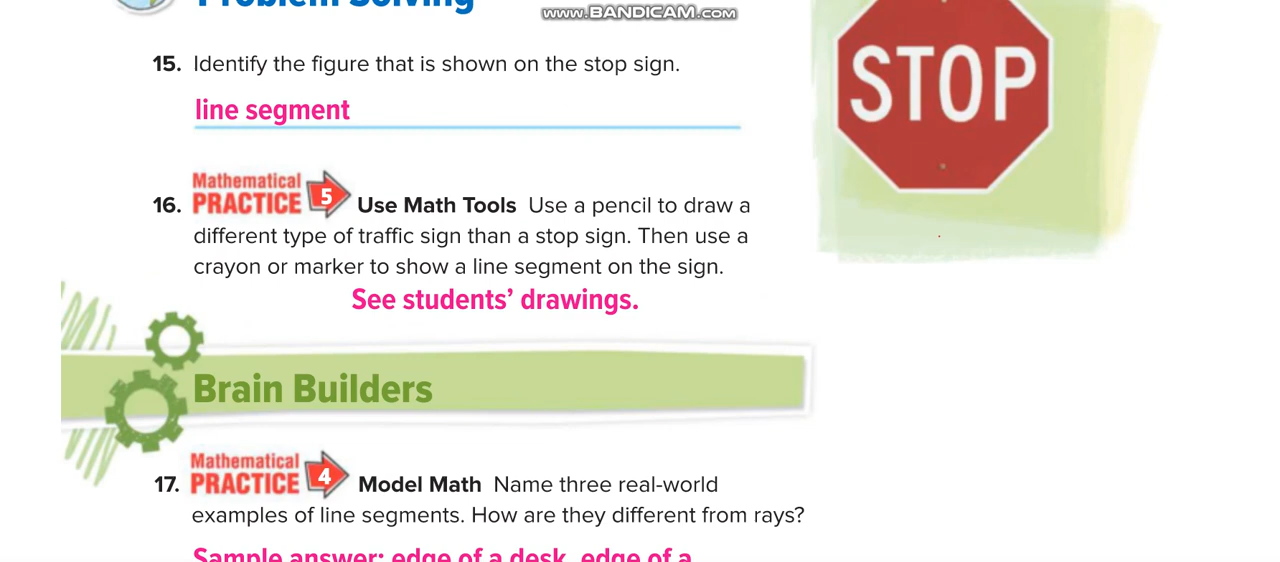 Problem Solving
www.BANDICAM.com
15. Identify the figure that is shown on the stop sign.
line segment
STOP
16. Mathematical PRACTICE 5 Use Math Tools Use a pencil to draw a
different type of traffic sign than a stop sign. Then use a
crayon or marker to show a line segment on the sign.
See students’ drawings.
Brain Builders
17. Mathematical PRACTICE 4 Model Math Name three real-world
examples of line segments. How are they different from rays?
Sample answer: edge of a desk, edge of a